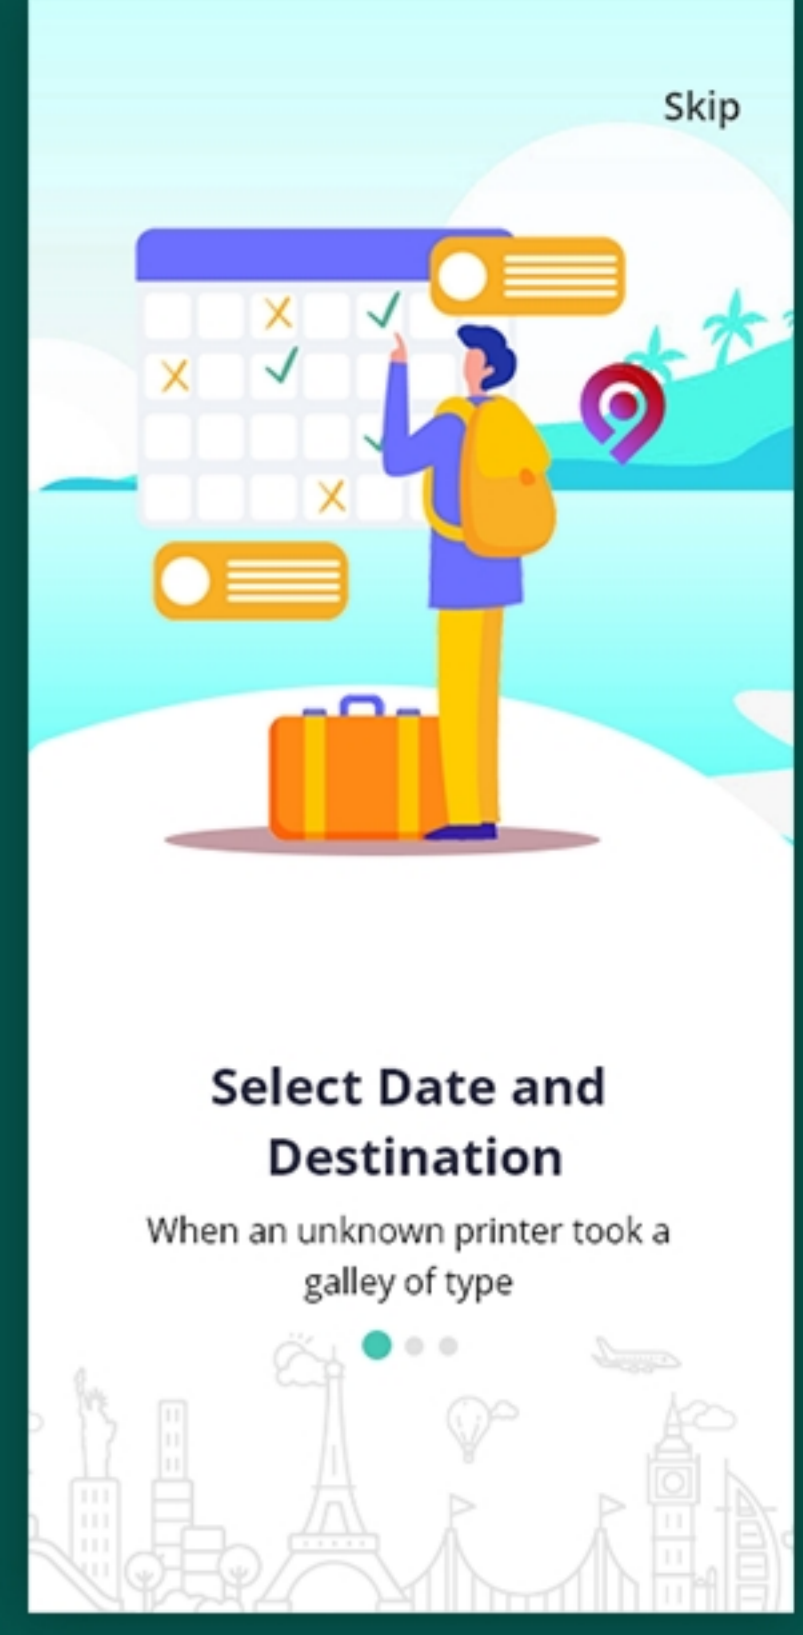 Skip
Select Date and
Destination
When an unknown printer took a
galley of type